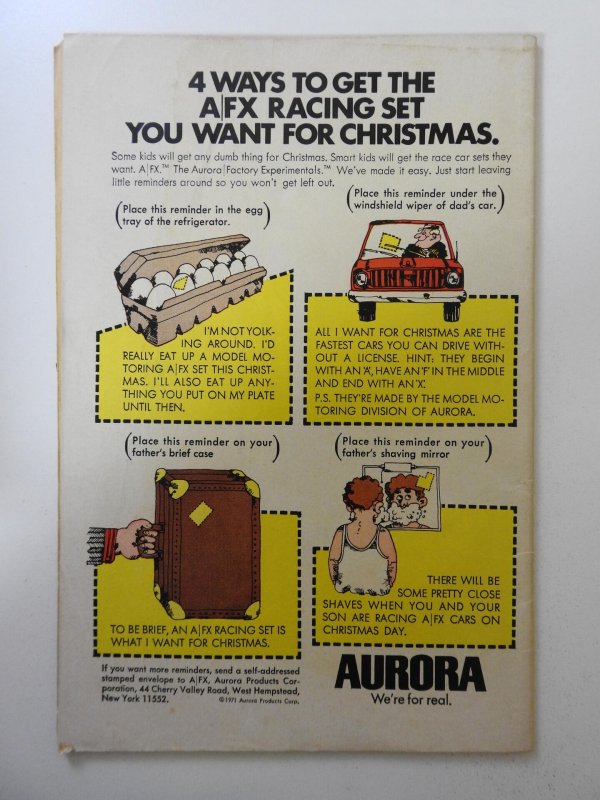 4 WAYS TO GET THE
A|FX RACING SET
YOU WANT FOR CHRISTMAS.
Some kids will get any dumb thing for Christmas. Smart kids will get the race car sets they
want. A|FX.™ The Aurora|Factory Experimentals.™ We've made it easy. Just start leaving
little reminders around so you won't get left out.
(Place this reminder in the egg
tray of the refrigerator.)
I'M NOT YOLK-
ING AROUND. I'D
REALLY EAT UP A MODEL MO-
TORING A|FX SET THIS CHRIST-
MAS. I'LL ALSO EAT UP ANY-
THING YOU PUT ON MY PLATE
UNTIL THEN.
(Place this reminder under the
windshield wiper of dad's car.)
ALL I WANT FOR CHRISTMAS ARE THE
FASTEST CARS YOU CAN DRIVE WITH-
OUT A LICENSE. HINT: THEY BEGIN
WITH AN 'A', HAVE AN 'F' IN THE MIDDLE
AND END WITH AN 'X'.
P.S. THEY'RE MADE BY THE MODEL MO-
TORING DIVISION OF AURORA.
(Place this reminder on your
father's brief case)
TO BE BRIEF, AN A|FX RACING SET IS
WHAT I WANT FOR CHRISTMAS.
(Place this reminder on your
father's shaving mirror)
THERE WILL BE
SOME PRETTY CLOSE
SHAVES WHEN YOU AND YOUR
SON ARE RACING A|FX CARS ON
CHRISTMAS DAY.
If you want more reminders, send a self-addressed
stamped envelope to A|FX, Aurora Products Cor-
poration, 44 Cherry Valley Road, West Hempstead,
New York 11552.
©1971 Aurora Products Corp.
AURORA
We're for real.